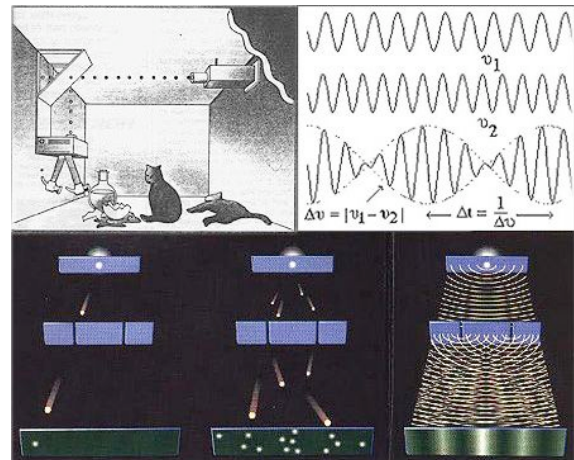 υ1
υ2
Δυ = |υ1 − υ2|
Δt = 1/Δυ